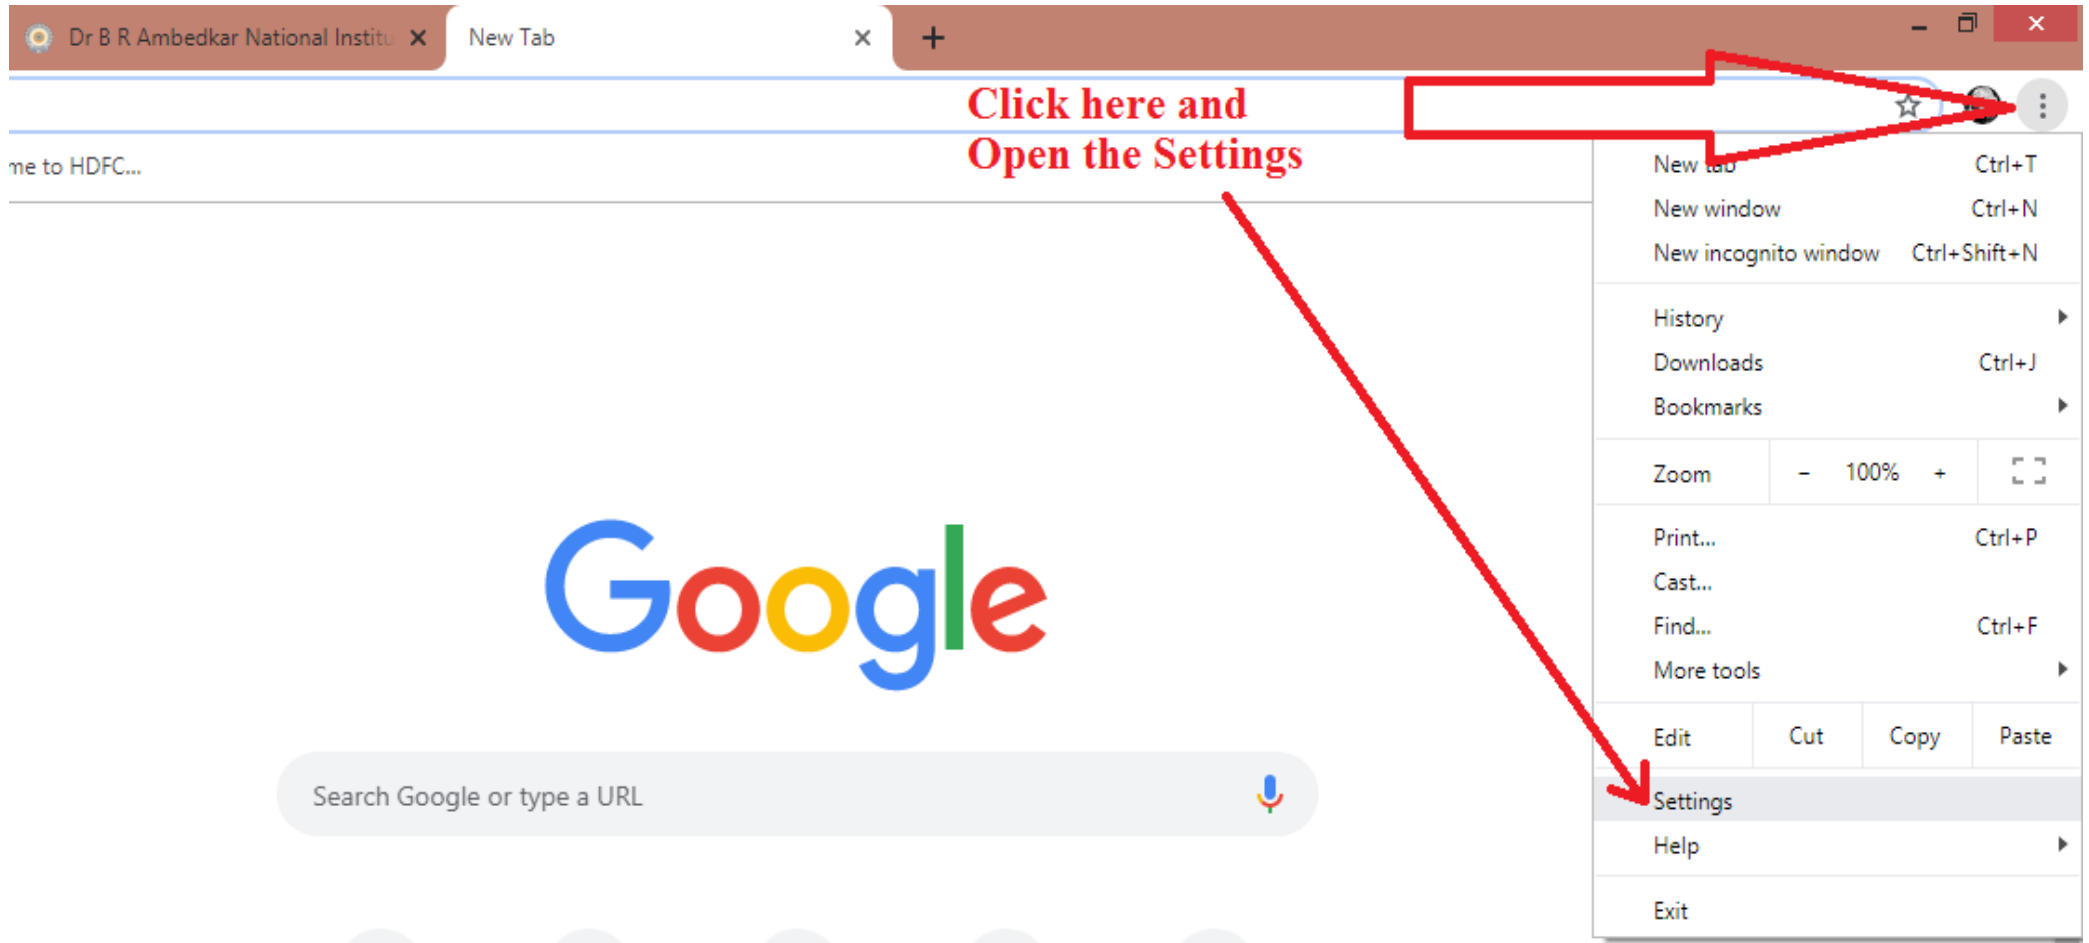 Dr B R Ambedkar National Institu
New Tab
Click here and
Open the Settings
me to HDFC...
New tab Ctrl+T
New window Ctrl+N
New incognito window Ctrl+Shift+N
History
Downloads Ctrl+J
Bookmarks
Zoom - 100% +
Print... Ctrl+P
Cast...
Find... Ctrl+F
More tools
Edit Cut Copy Paste
Settings
Help
Exit
Google
Search Google or type a URL